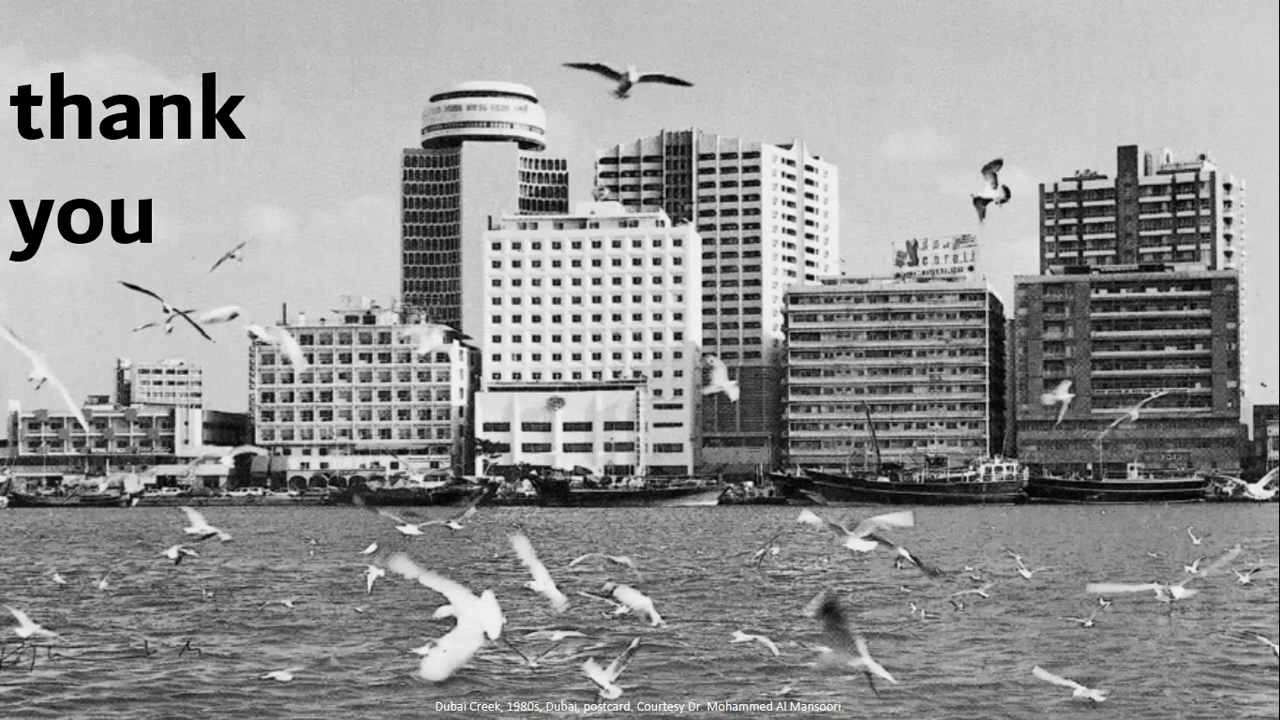 thank
you
Dubai Creek, 1980s, Dubai, postcard. Courtesy Dr. Mohammed Al Mansoori.